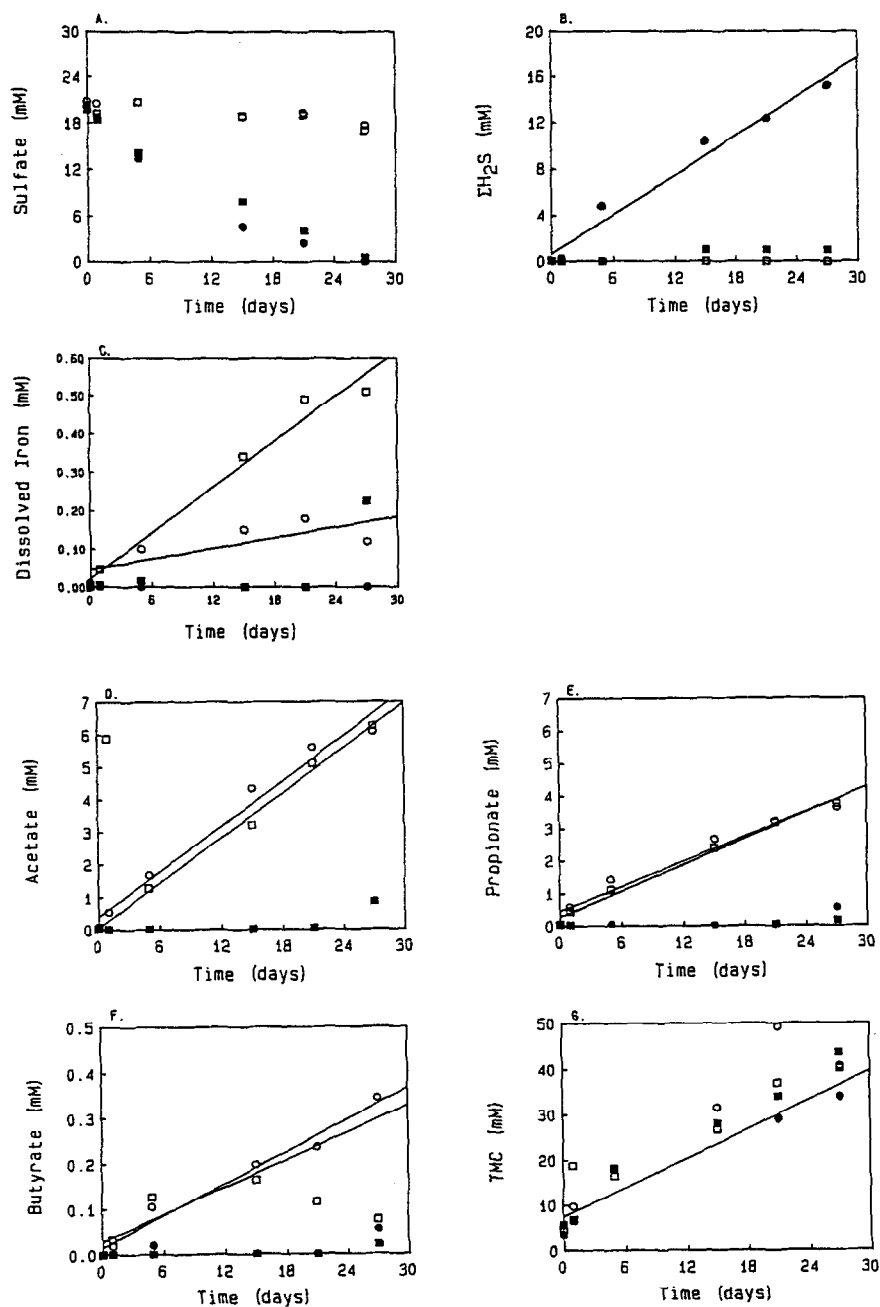 A.
Sulfate (mM)
30
24
18
12
6
0
0 6 12 18 24 30
Time (days)
B.
ΣH2S (mM)
20
16
12
8
4
0
0 6 12 18 24 30
Time (days)
C.
Dissolved Iron (mM)
0.60
0.50
0.40
0.30
0.20
0.10
0.00
0 6 12 18 24 30
Time (days)
D.
Acetate (mM)
7
6
5
4
3
2
1
0
0 6 12 18 24 30
Time (days)
E.
Propionate (mM)
7
6
5
4
3
2
1
0
0 6 12 18 24 30
Time (days)
F.
Butyrate (mM)
0.5
0.4
0.3
0.2
0.1
0.0
0 6 12 18 24 30
Time (days)
G.
TMC (mM)
50
40
30
20
10
0
0 6 12 18 24 30
Time (days)